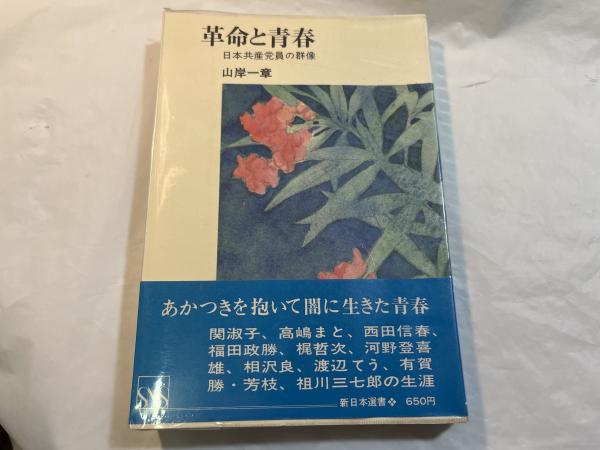 革命と青春
日本共産党員の群像
山岸一章
あかつきを抱いて闇に生きた青春
関淑子、高嶋まと、西田信春、
福田政勝、梶哲次、河野登喜
雄、相沢良、渡辺てう、有賀
勝・芳枝、祖川三七郎の生涯
SNS
新日本選書❖ 650円